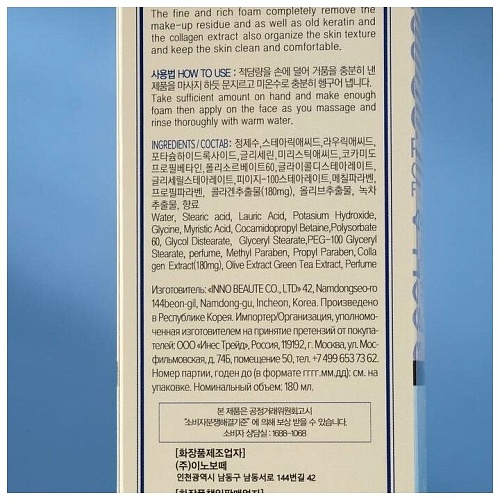 The fine and rich foam completely remove the
make-up residue and as well as old keratin and
the collagen extract also organize the skin texture
and keep the skin clean and comfortable.
사용법 HOW TO USE : 적당량을 손에 덜어 거품을 충분히 낸
제품을 마사지 하듯 문지르고 미온수로 충분히 헹구어 냅니다.
Take sufficient amount on hand and make enough
foam then apply on the face as you massage and
rinse thoroughly with warm water.
INGREDIENTS / СОСТАВ : 정제수,스테아릭애씨드,라우릭애씨드,
포타슘하이드록사이드,글리세린,미리스틱애씨드,코카미도
프로필베타인,폴리소르베이트60,글라이콜디스테아레이트,
글리세릴스테아레이트,피이지-100스테아레이트,메칠파라벤,
프로필파라벤, 콜라겐추출물(180mg), 올리브추출물, 녹차
추출물, 향료
Water, Stearic acid, Lauric Acid, Potasium Hydroxide,
Glycine, Myristic Acid, Cocamidopropyl Betaine,Polysorbate
60, Glycol Distearate, Glyceryl Stearate,PEG-100 Glyceryl
Stearate, perfume, Methyl Paraben, Propyl Paraben, Colla
gen Extract(180mg), Olive Extract Green Tea Extract, Perfume
Изготовитель: «INNO BEAUTE CO., LTD» 42, Namdongseo-ro
144beon-gil, Namdong-gu, Incheon, Korea. Произведено
в Республике Корея. Импортер/Организация, уполномо-
ченная изготовителем на принятие претензий от покупа-
телей: ООО «Инес Трейд», Россия, 119192, г. Москва, ул. Мос-
фильмовская, д. 74Б, помещение 50, тел. +7 499 653 73 62.
Номер партии, годен до (в формате гггг.мм.дд): см. на
упаковке. Номинальный объем: 180 мл.
본 제품은 공정거래위원회고시
"소비자분쟁해결기준" 에 의해 보상 받을 수 있습니다.
소비자 상담실 : 1688-1068
[화장품제조업자]
(주)이노보떼
인천광역시 남동구 남동서로 144번길 42